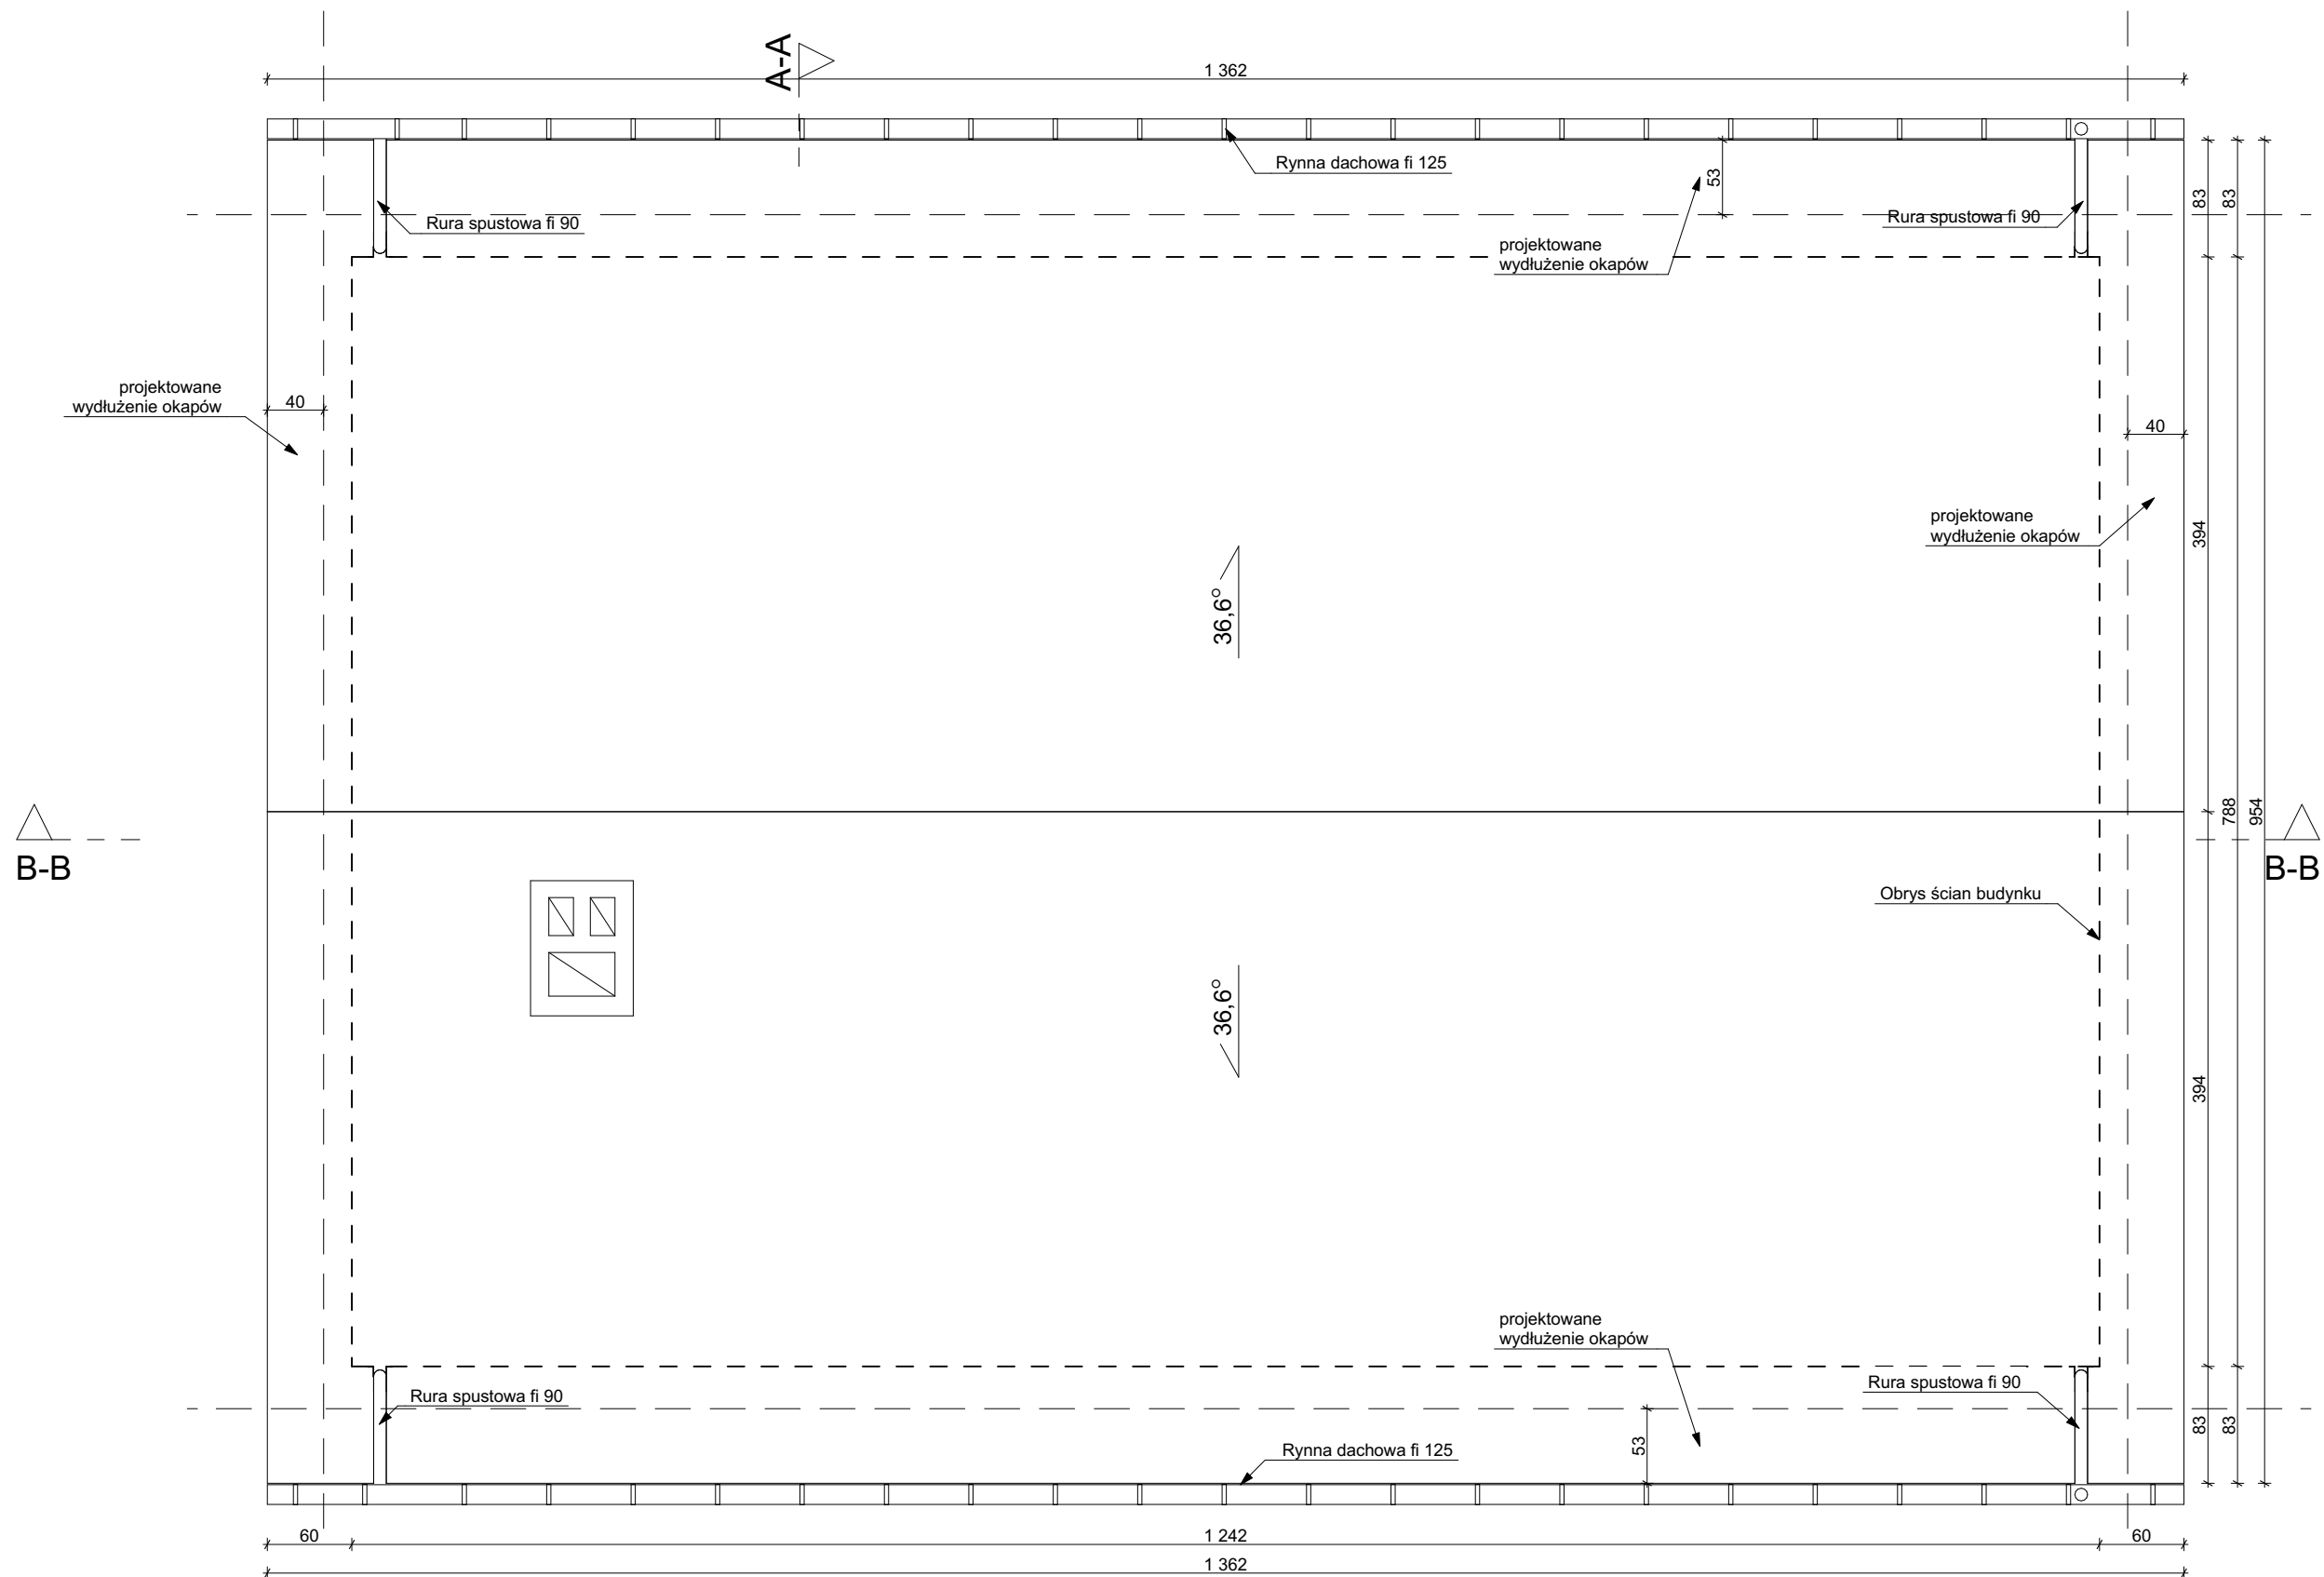 A-A
1 362
Rynna dachowa fi 125
53
83
83
Rura spustowa fi 90
Rura spustowa fi 90
projektowane
wydłużenie okapów
projektowane
wydłużenie okapów
40
40
projektowane
wydłużenie okapów
394
36,6°
788
954
B-B
B-B
Obrys ścian budynku
36,6°
394
projektowane
wydłużenie okapów
Rura spustowa fi 90
Rura spustowa fi 90
83
83
53
Rynna dachowa fi 125
60
1 242
60
1 362